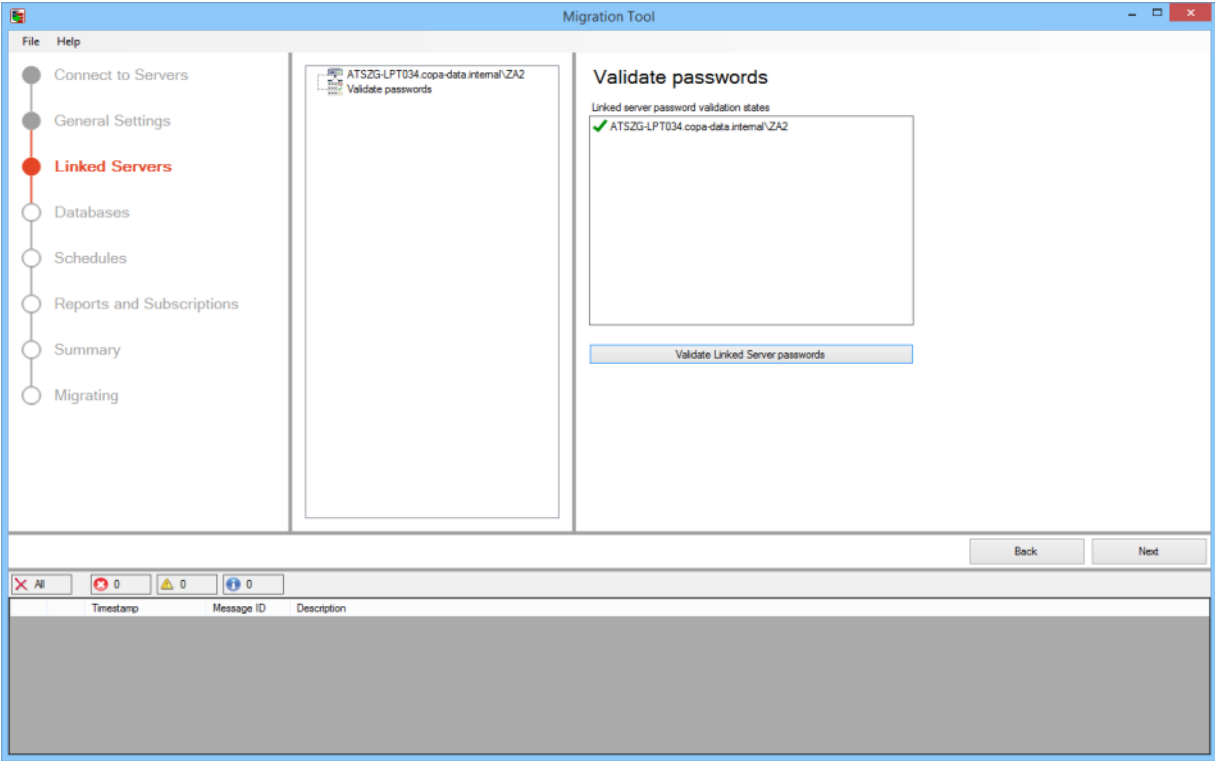 Migration Tool
File Help
Connect to Servers
General Settings
Linked Servers
Databases
Schedules
Reports and Subscriptions
Summary
Migrating
ATSZG-LPT034.copa-data.internal\ZA2
Validate passwords
Validate passwords
Linked server password validation states
ATSZG-LPT034.copa-data.internal\ZA2
Validate Linked Server passwords
Back Next
All 0 0 0
Timestamp Message ID Description